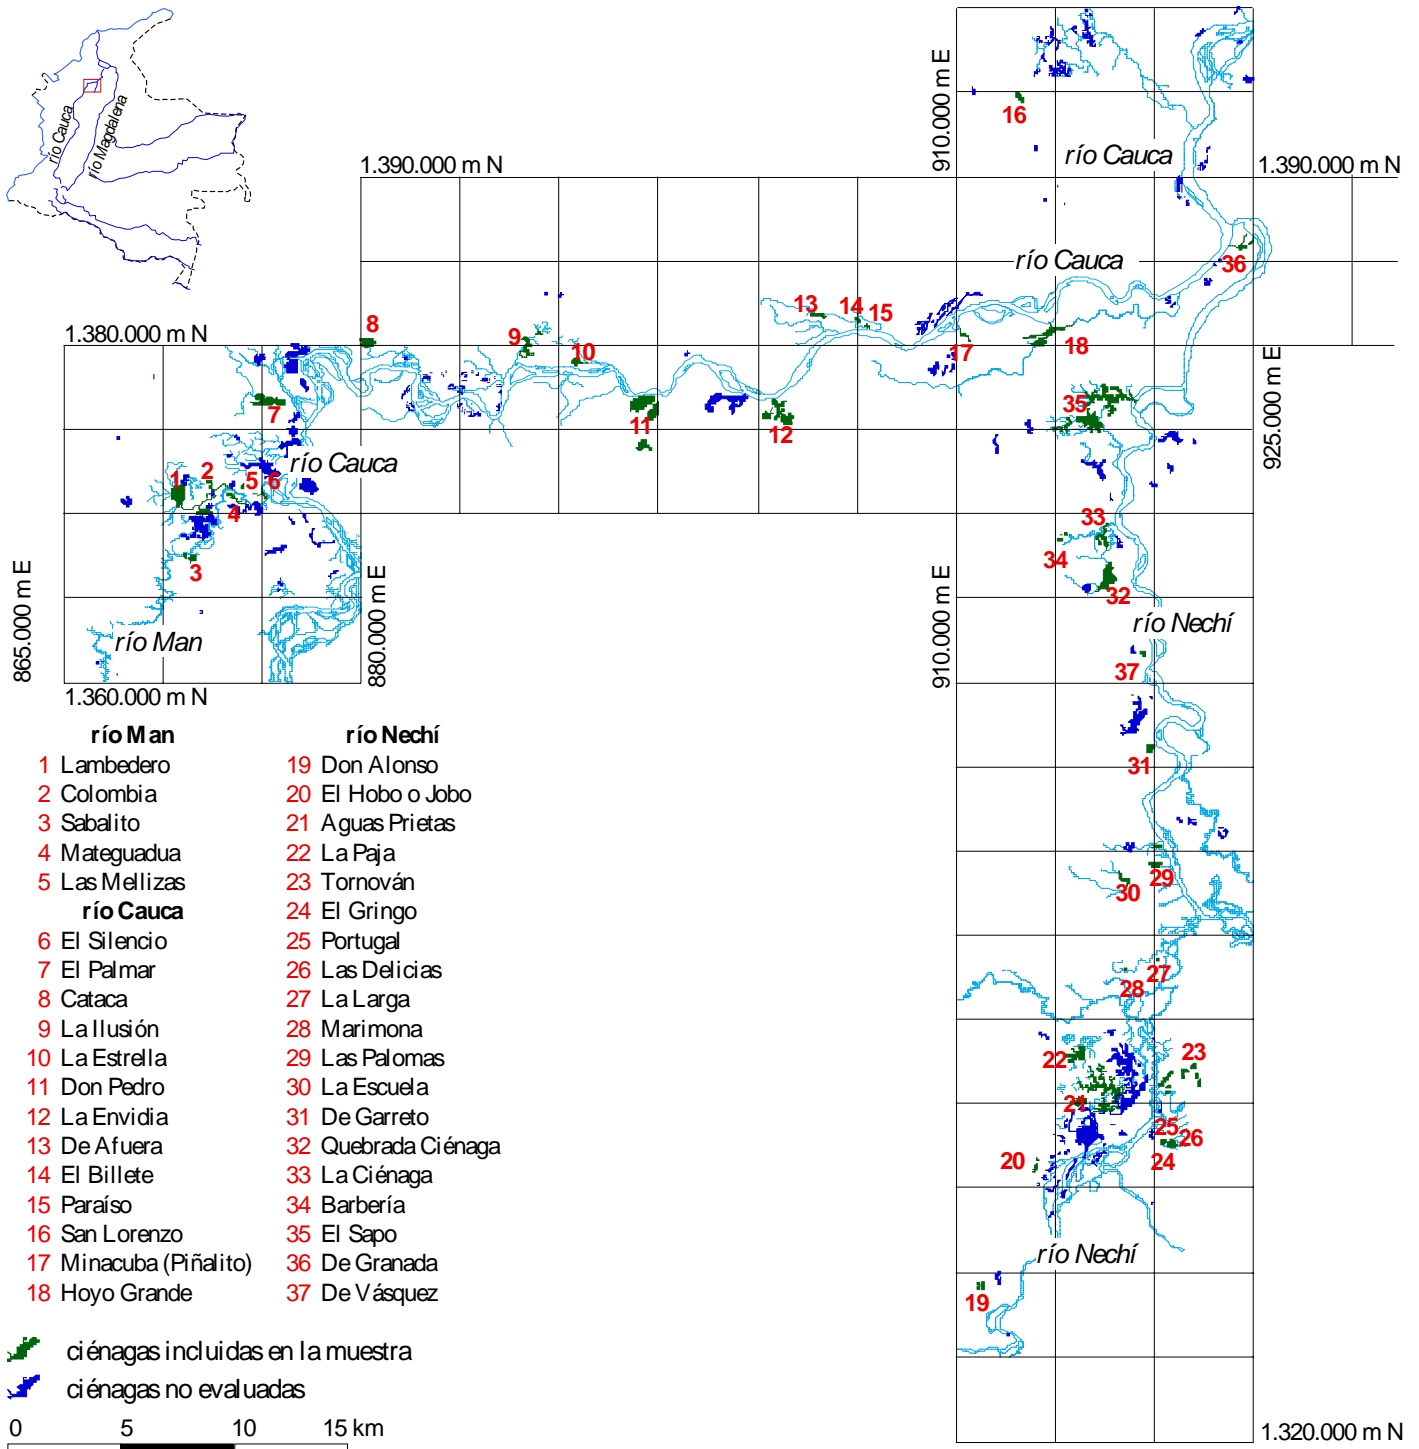 río Cauca
río Magdalena
910.000 m E
16
río Cauca
1.390.000 m N
1.390.000 m N
36
río Cauca
13
14
15
8
9
10
17
18
1.380.000 m N
925.000 m E
7
11
12
35
río Cauca
1
2
5
6
4
3
33
34
32
865.000 m E
880.000 m E
910.000 m E
río Man
río Nechí
37
1.360.000 m N
31
29
30
27
28
22
23
21
25
26
24
20
río Nechí
19
1.320.000 m N
río Man
1 Lambedero
2 Colombia
3 Sabalito
4 Mateguadua
5 Las Mellizas
río Cauca
6 El Silencio
7 El Palmar
8 Cataca
9 La Ilusión
10 La Estrella
11 Don Pedro
12 La Envidia
13 De Afuera
14 El Billete
15 Paraíso
16 San Lorenzo
17 Minacuba (Piñalito)
18 Hoyo Grande
río Nechí
19 Don Alonso
20 El Hobo o Jobo
21 Aguas Prietas
22 La Paja
23 Tornován
24 El Gringo
25 Portugal
26 Las Delicias
27 La Larga
28 Marimona
29 Las Palomas
30 La Escuela
31 De Garreto
32 Quebrada Ciénaga
33 La Ciénaga
34 Barbería
35 El Sapo
36 De Granada
37 De Vásquez
ciénagas incluidas en la muestra
ciénagas no evaluadas
0 5 10 15 km